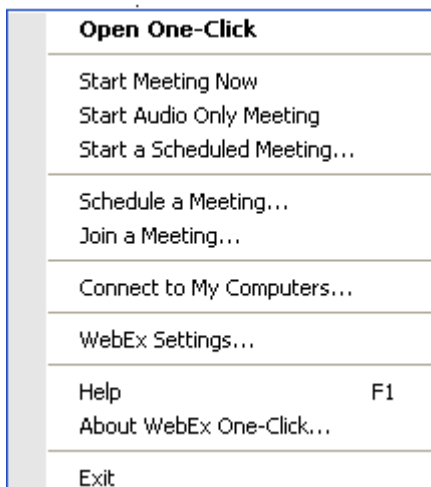 Open One-Click
Start Meeting Now
Start Audio Only Meeting
Start a Scheduled Meeting...
Schedule a Meeting...
Join a Meeting...
Connect to My Computers...
WebEx Settings...
Help F1
About WebEx One-Click...
Exit